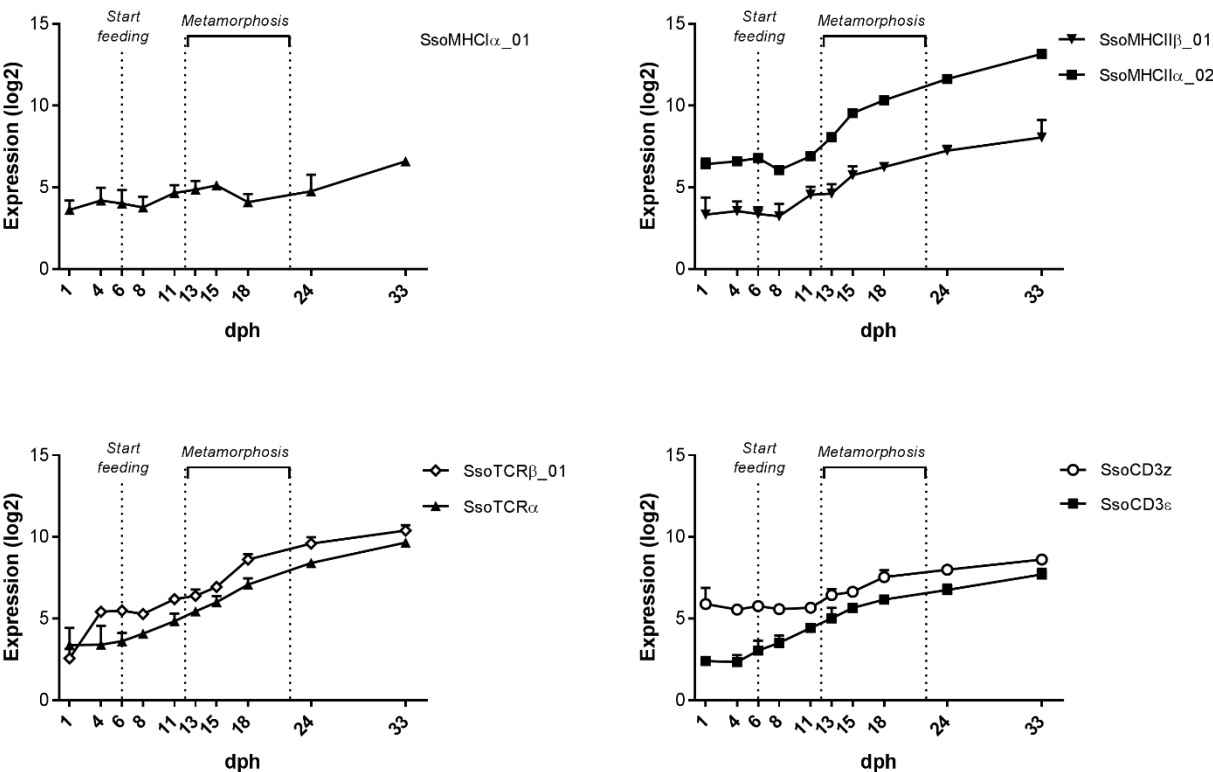 15
10
5
0
Expression (log2)
Start
feeding
Metamorphosis
SsoMHCIα_01
1 4 6 8 11 13 15 18 24 33
dph
15
10
5
0
Expression (log2)
Start
feeding
Metamorphosis
SsoMHCIIβ_01
SsoMHCIIα_02
1 4 6 8 11 13 15 18 24 33
dph
15
10
5
0
Expression (log2)
Start
feeding
Metamorphosis
SsoTCRβ_01
SsoTCRα
1 4 6 8 11 13 15 18 24 33
dph
15
10
5
0
Expression (log2)
Start
feeding
Metamorphosis
SsoCD3z
SsoCD3ε
1 4 6 8 11 13 15 18 24 33
dph